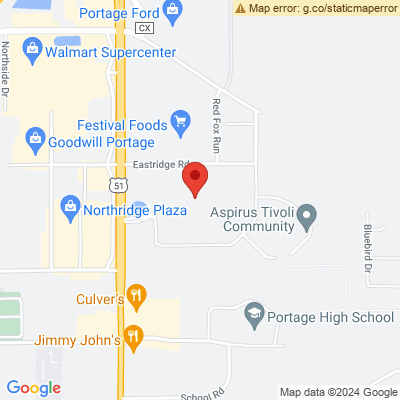 Map error: g.co/staticmaperror
Portage Ford
CX
Northside Dr
Walmart Supercenter
Red Fox Run
Festival Foods
Goodwill Portage
Eastridge Rd
51
Northridge Plaza
Aspirus Tivoli
Community
Bluebird Dr
Culver's
Portage High School
Jimmy John's
School Rd
Google
Map data ©2024 Google